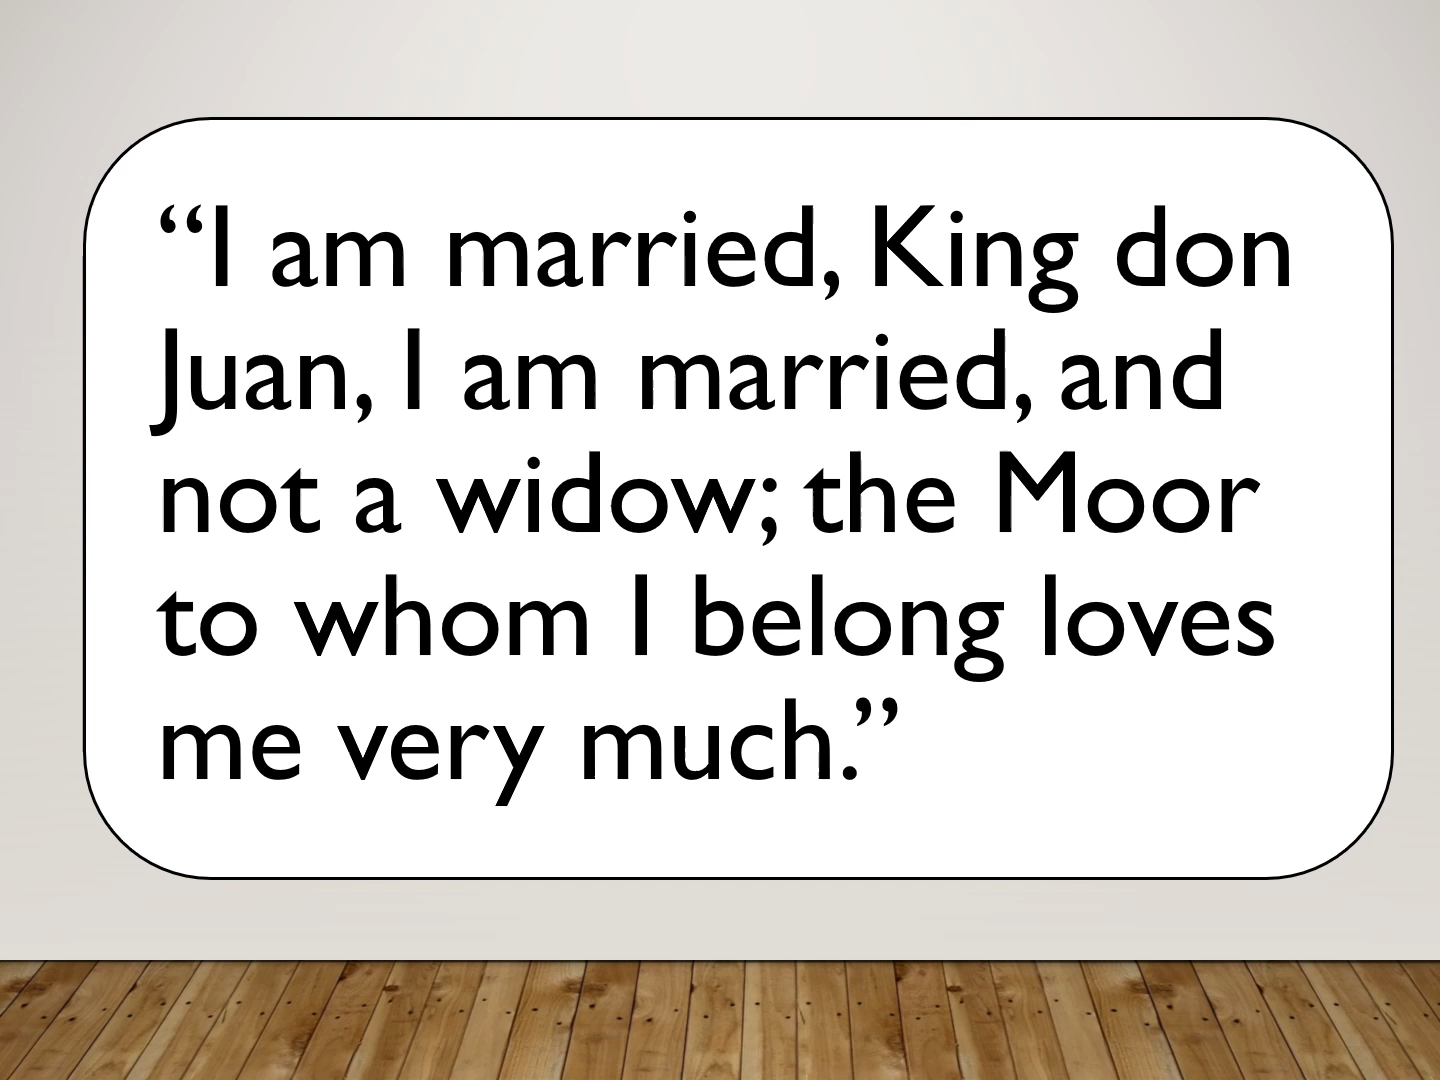 “I am married, King don
Juan, I am married, and
not a widow; the Moor
to whom I belong loves
me very much.”